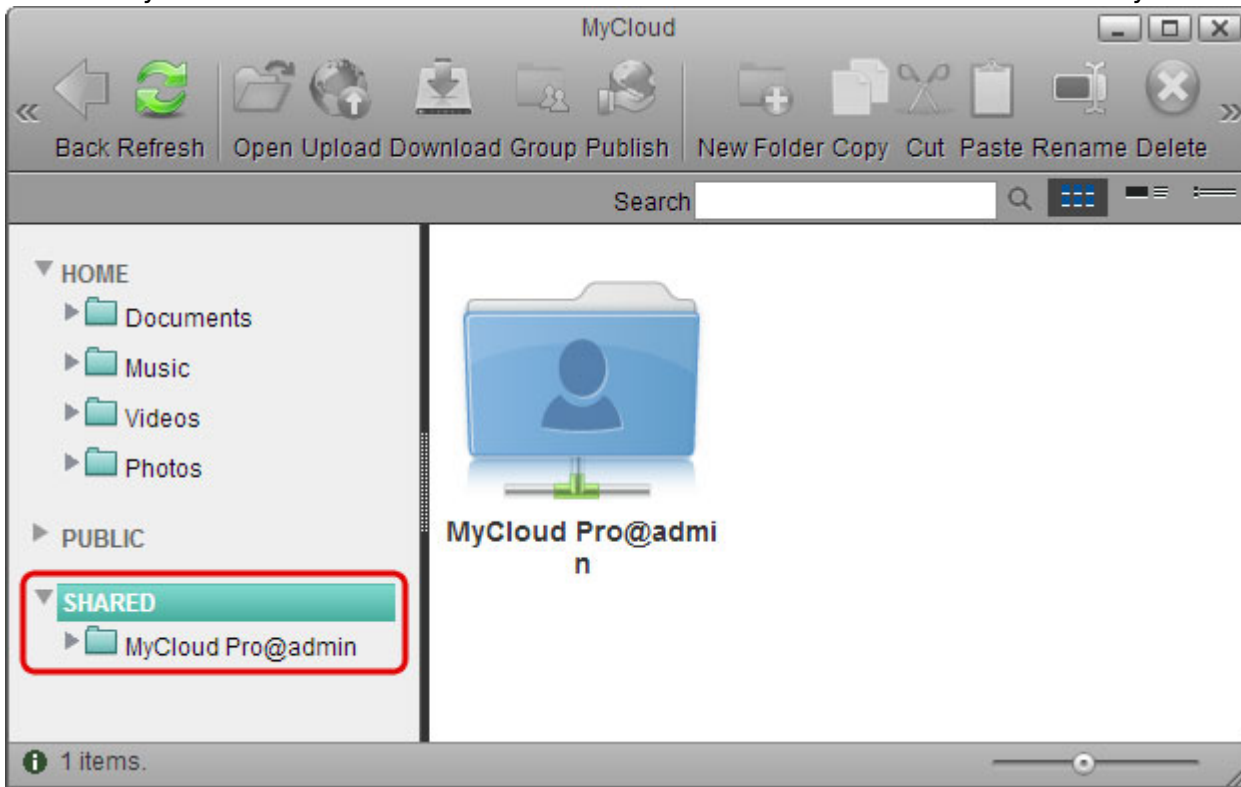 MyCloud
Back Refresh Open Upload Download Group Publish New Folder Copy Cut Paste Rename Delete
Search
HOME
Documents
Music
Videos
Photos
PUBLIC
SHARED
MyCloud Pro@admin
MyCloud Pro@admi
n
1 items.